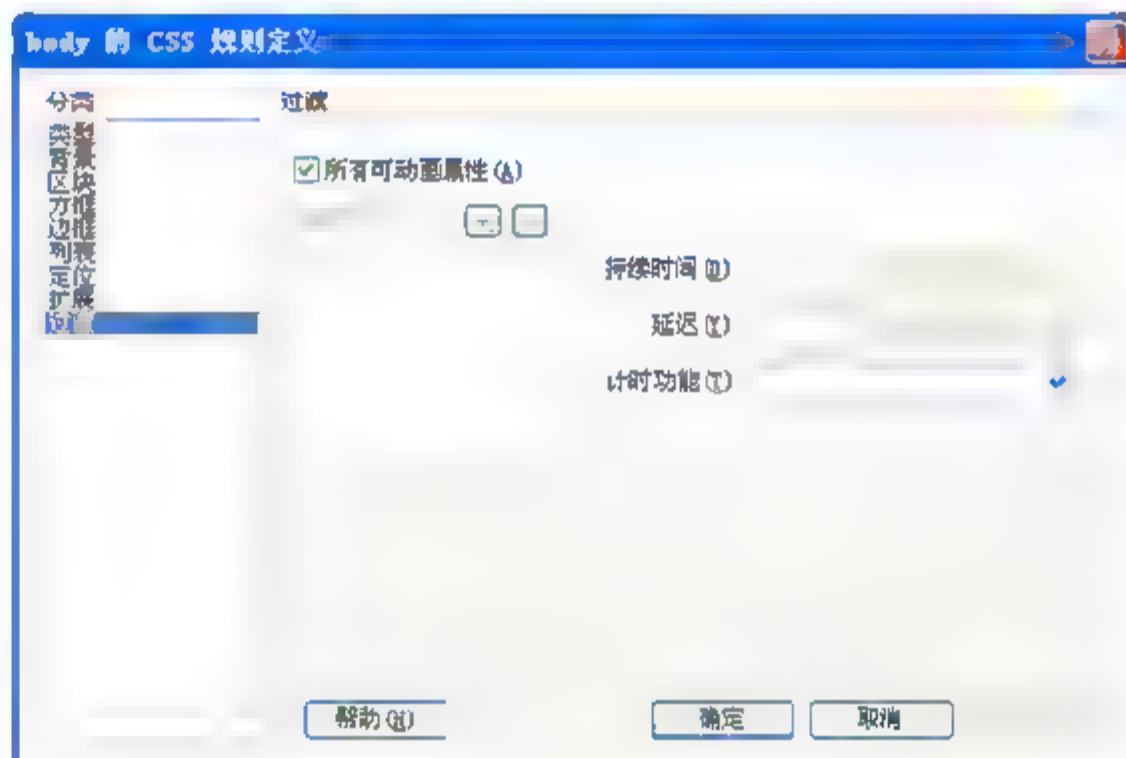 body 的 CSS 规则定义
分类
类型
背景
区块
方框
边框
列表
定位
扩展
过渡
所有可动画属性(A)
持续时间(D)
延迟(Y)
计时功能(T)
帮助(H)
确定
取消